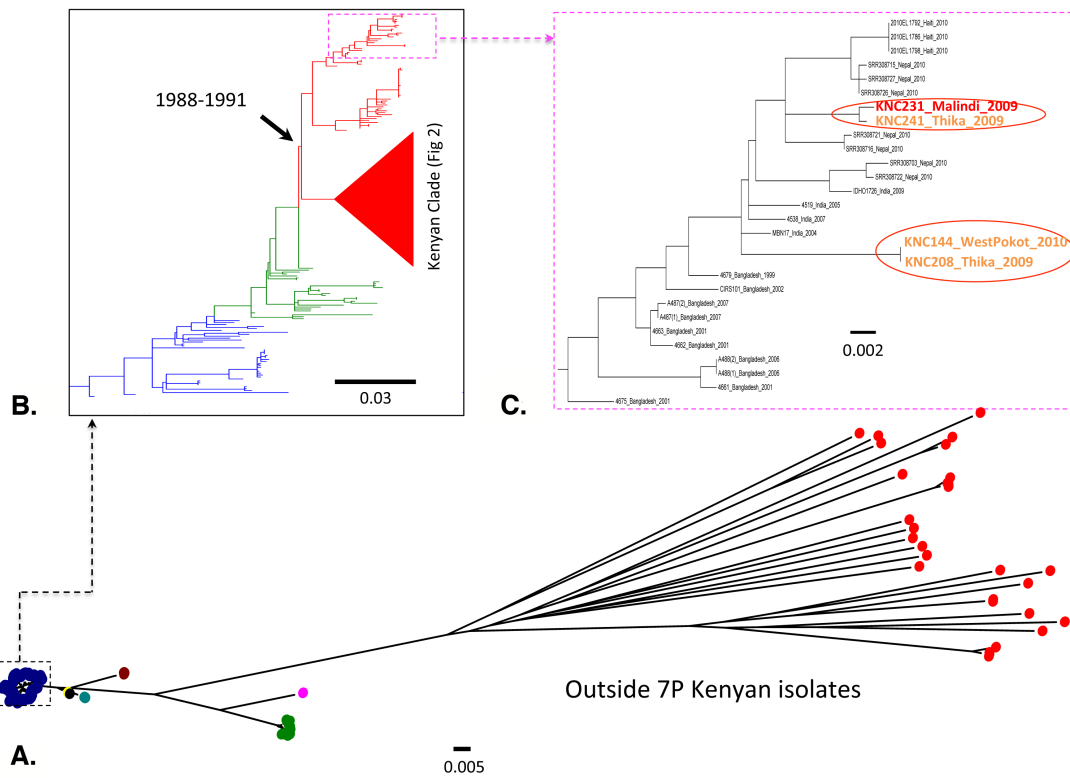 1988-1991
Kenyan Clade (Fig 2)
0.03
B.
2010EL1792_Haiti_2010
2010EL1786_Haiti_2010
2010EL1798_Haiti_2010
SRR308715_Nepal_2010
SRR308727_Nepal_2010
SRR308726_Nepal_2010
KNC231_Malindi_2009
KNC241_Thika_2009
SRR308721_Nepal_2010
SRR308716_Nepal_2010
SRR308703_Nepal_2010
SRR308722_Nepal_2010
IDHO1726_India_2009
4519_India_2005
4538_India_2007
MBN17_India_2004
KNC144_WestPokot_2010
KNC208_Thika_2009
4679_Bangladesh_1999
CIRS101_Bangladesh_2002
A487(2)_Bangladesh_2007
A487(1)_Bangladesh_2007
4663_Bangladesh_2001
4662_Bangladesh_2001
A488(2)_Bangladesh_2006
A488(1)_Bangladesh_2006
4661_Bangladesh_2001
4675_Bangladesh_2001
0.002
C.
Outside 7P Kenyan isolates
A.
0.005